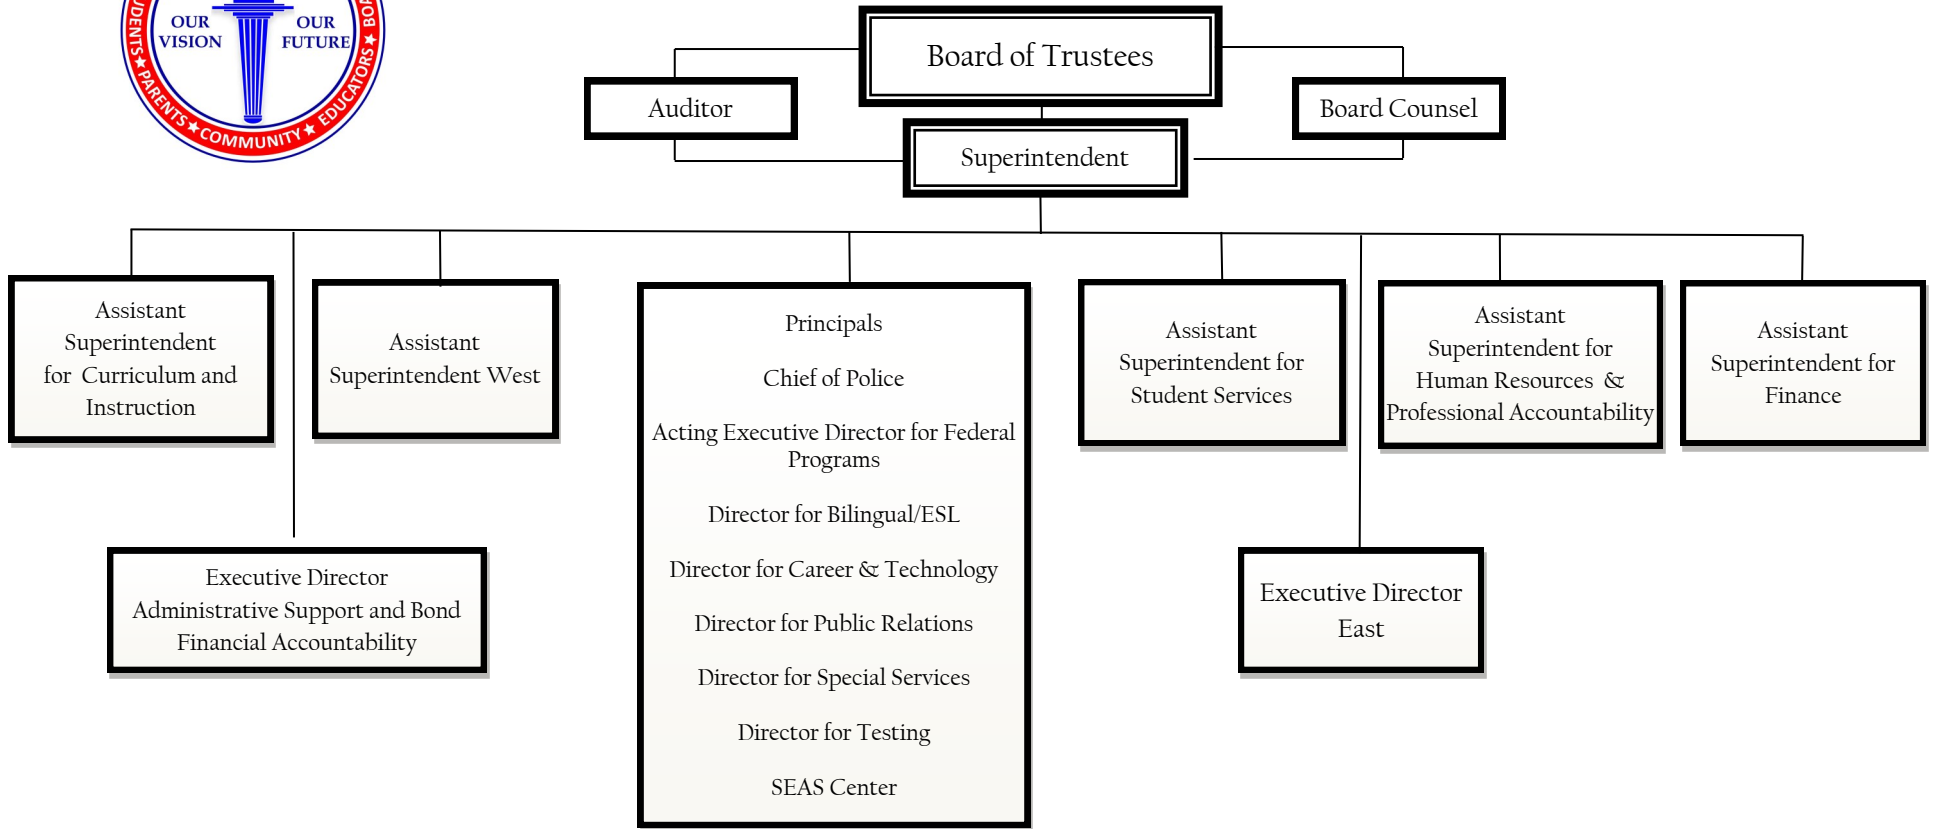 OUR
VISION
OUR
FUTURE
PARENTS★COMMUNITY★EDUCATORS★
Board of Trustees
Auditor
Board Counsel
Superintendent
Assistant
Superintendent
for Curriculum and
Instruction
Assistant
Superintendent West
Principals
Chief of Police
Acting Executive Director for Federal
Programs
Director for Bilingual/ESL
Director for Career & Technology
Director for Public Relations
Director for Special Services
Director for Testing
SEAS Center
Assistant
Superintendent for
Student Services
Assistant
Superintendent for
Human Resources &
Professional Accountability
Assistant
Superintendent for
Finance
Executive Director
Administrative Support and Bond
Financial Accountability
Executive Director
East